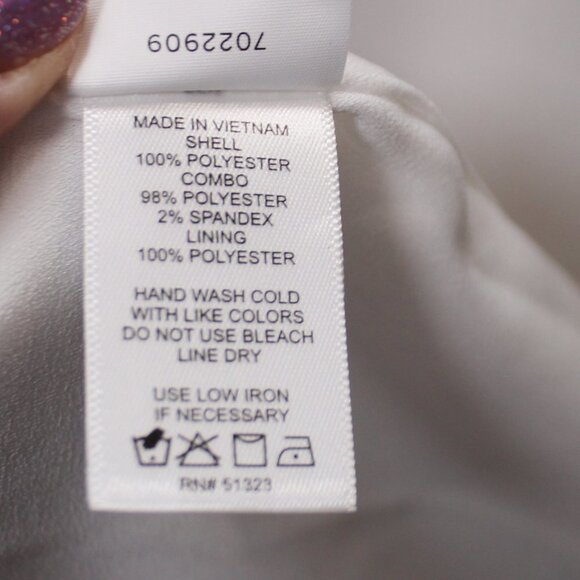 7022909
MADE IN VIETNAM
SHELL
100% POLYESTER
COMBO
98% POLYESTER
2% SPANDEX
LINING
100% POLYESTER
HAND WASH COLD
WITH LIKE COLORS
DO NOT USE BLEACH
LINE DRY
USE LOW IRON
IF NECESSARY
RN# 51323